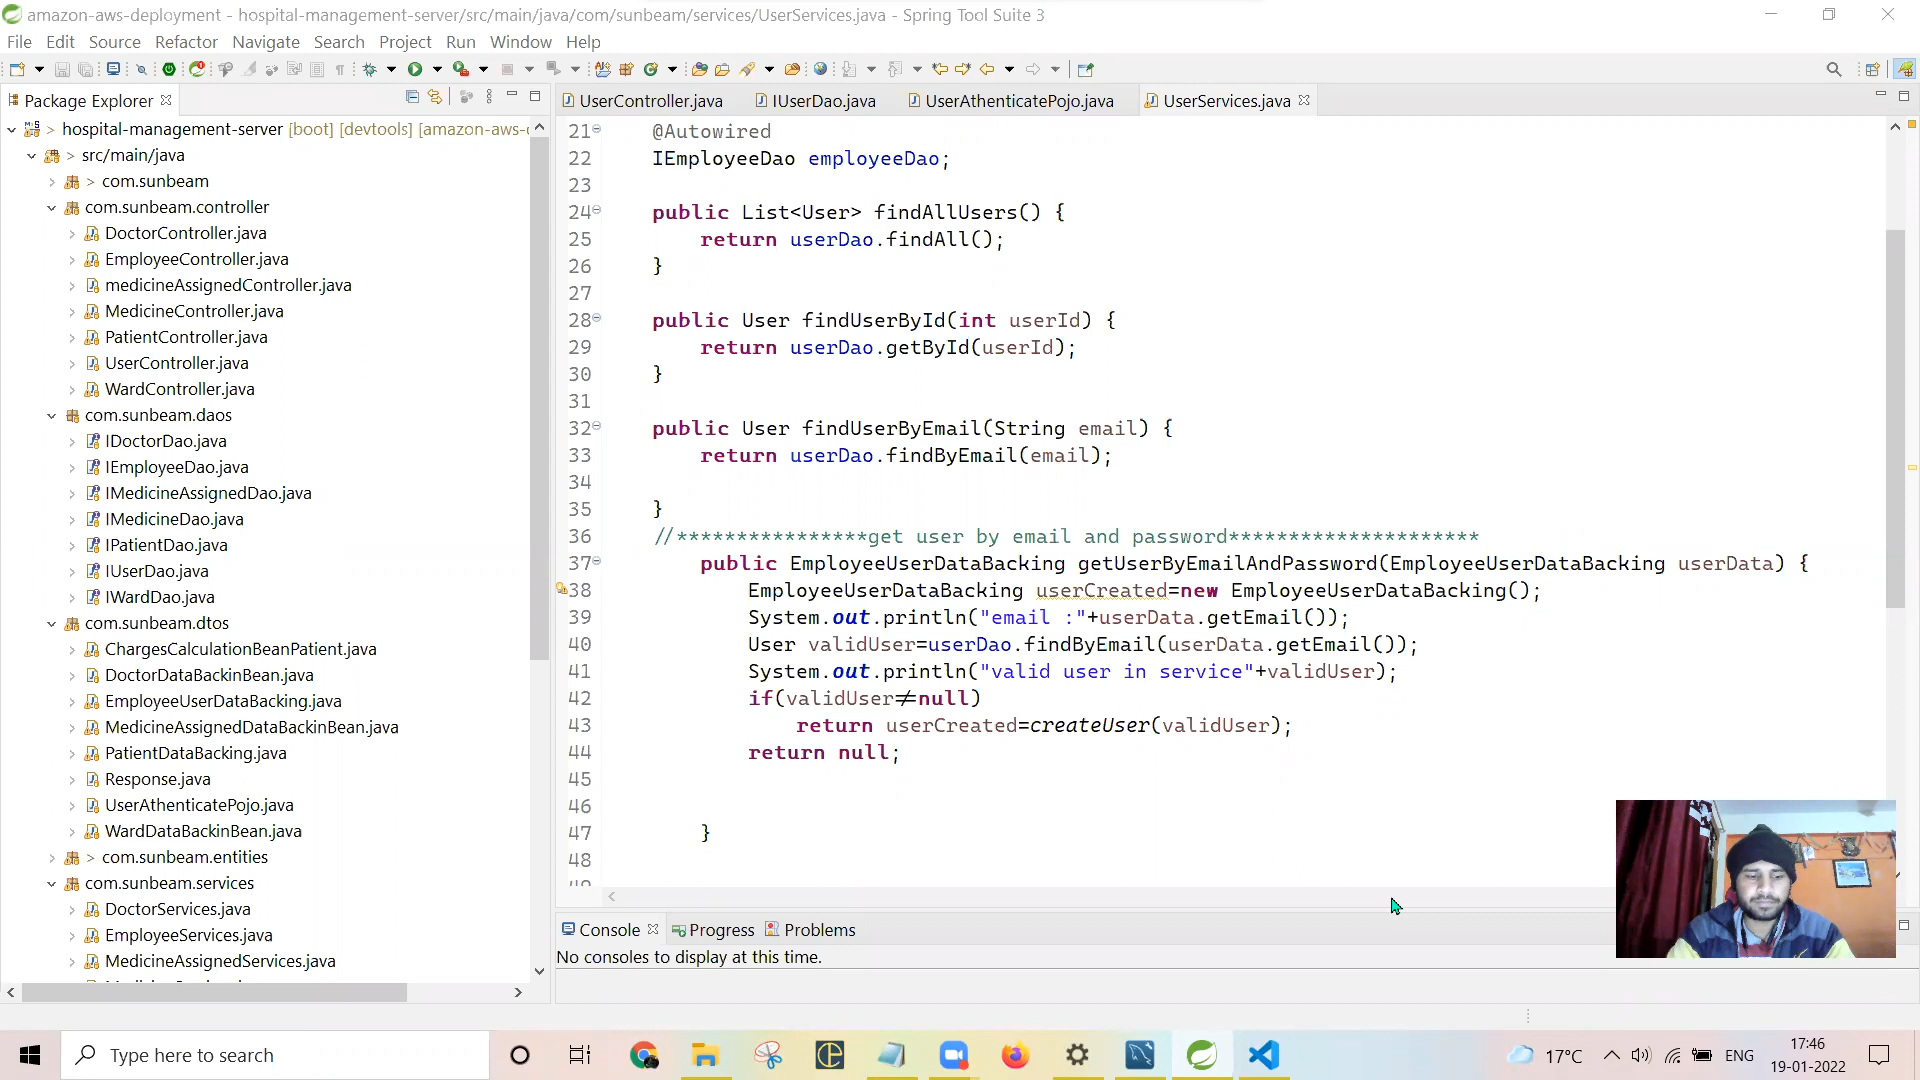 amazon-aws-deployment - hospital-management-server/src/main/java/com/sunbeam/services/UserServices.java - Spring Tool Suite 3
File Edit Source Refactor Navigate Search Project Run Window Help
Package Explorer
hospital-management-server [boot] [devtools] [amazon-aws-
src/main/java
com.sunbeam
com.sunbeam.controller
DoctorController.java
EmployeeController.java
medicineAssignedController.java
MedicineController.java
PatientController.java
UserController.java
WardController.java
com.sunbeam.daos
IDoctorDao.java
IEmployeeDao.java
IMedicineAssignedDao.java
IMedicineDao.java
IPatientDao.java
IUserDao.java
IWardDao.java
com.sunbeam.dtos
ChargesCalculationBeanPatient.java
DoctorDataBackinBean.java
EmployeeUserDataBacking.java
MedicineAssignedDataBackinBean.java
PatientDataBacking.java
Response.java
UserAthenticatePojo.java
WardDataBackinBean.java
com.sunbeam.entities
com.sunbeam.services
DoctorServices.java
EmployeeServices.java
MedicineAssignedServices.java
UserController.java IUserDao.java UserAthenticatePojo.java UserServices.java
21 @Autowired
22 IEmployeeDao employeeDao;
23
24 public List<User> findAllUsers() {
25 return userDao.findAll();
26 }
27
28 public User findUserById(int userId) {
29 return userDao.getById(userId);
30 }
31
32 public User findUserByEmail(String email) {
33 return userDao.findByEmail(email);
34
35 }
36 //****************get user by email and password*********************
37 public EmployeeUserDataBacking getUserByEmailAndPassword(EmployeeUserDataBacking userData) {
38 EmployeeUserDataBacking userCreated=new EmployeeUserDataBacking();
39 System.out.println("email :"+userData.getEmail());
40 User validUser=userDao.findByEmail(userData.getEmail());
41 System.out.println("valid user in service"+validUser);
42 if(validUser!=null)
43 return userCreated=createUser(validUser);
44 return null;
45
46
47 }
48
Console Progress Problems
No consoles to display at this time.
Type here to search
17°C
ENG
17:46
19-01-2022